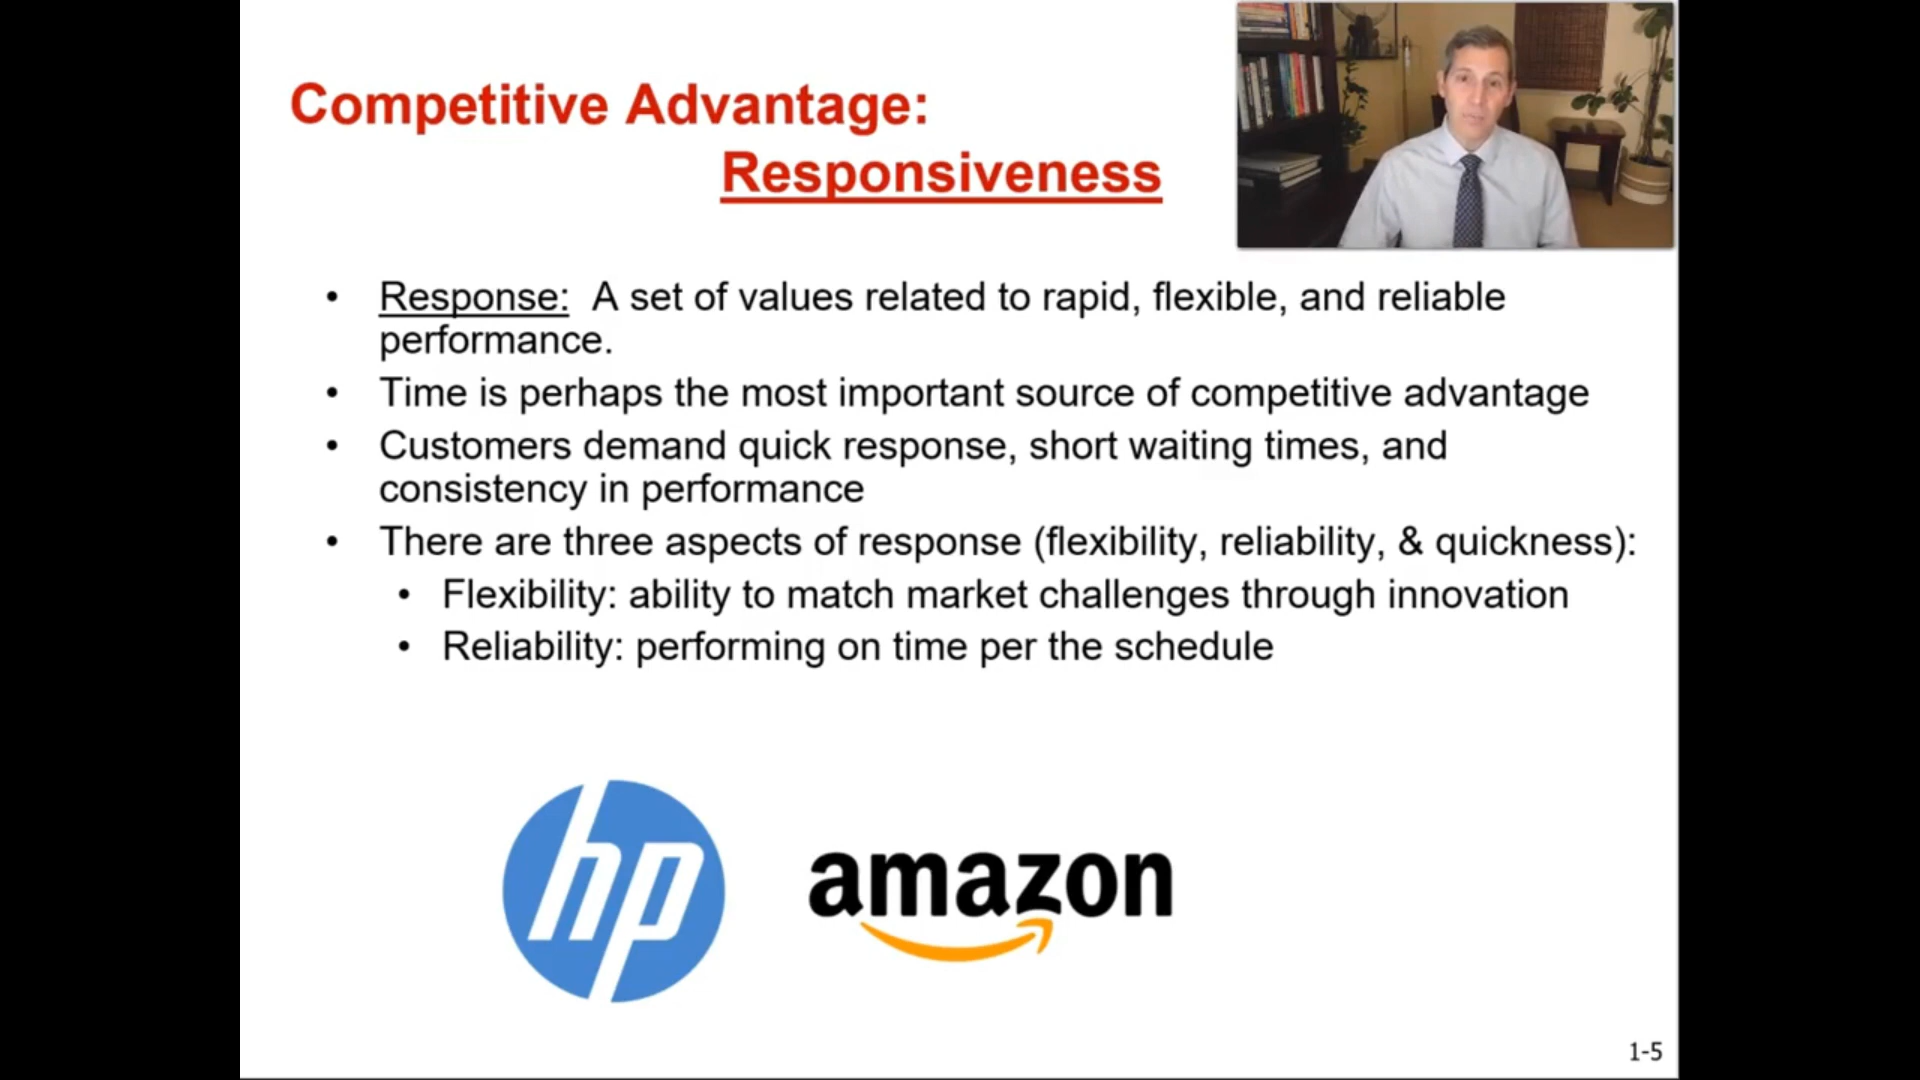 Competitive Advantage:
Responsiveness
• Response: A set of values related to rapid, flexible, and reliable
performance.
• Time is perhaps the most important source of competitive advantage
• Customers demand quick response, short waiting times, and
consistency in performance
• There are three aspects of response (flexibility, reliability, & quickness):
• Flexibility: ability to match market challenges through innovation
• Reliability: performing on time per the schedule
hp
amazon
1-5